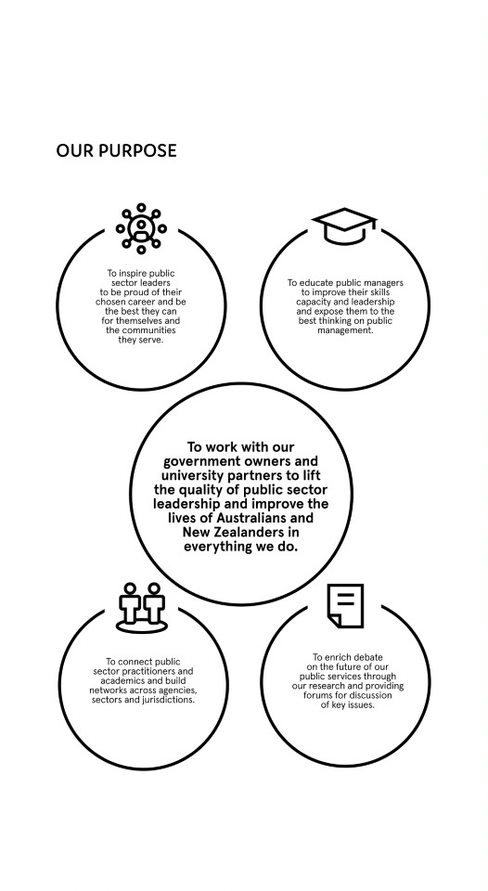 OUR PURPOSE
To inspire public
sector leaders
to be proud of their
chosen career and be
the best they can
for themselves and
the communities
they serve.
To educate public managers
to improve their skills
capacity and leadership
and expose them to the
best thinking on public
management.
To work with our
government owners and
university partners to lift
the quality of public sector
leadership and improve the
lives of Australians and
New Zealanders in
everything we do.
To connect public
sector practitioners and
academics and build
networks across agencies,
sectors and jurisdictions.
To enrich debate
on the future of our
public services through
our research and providing
forums for discussion
of key issues.